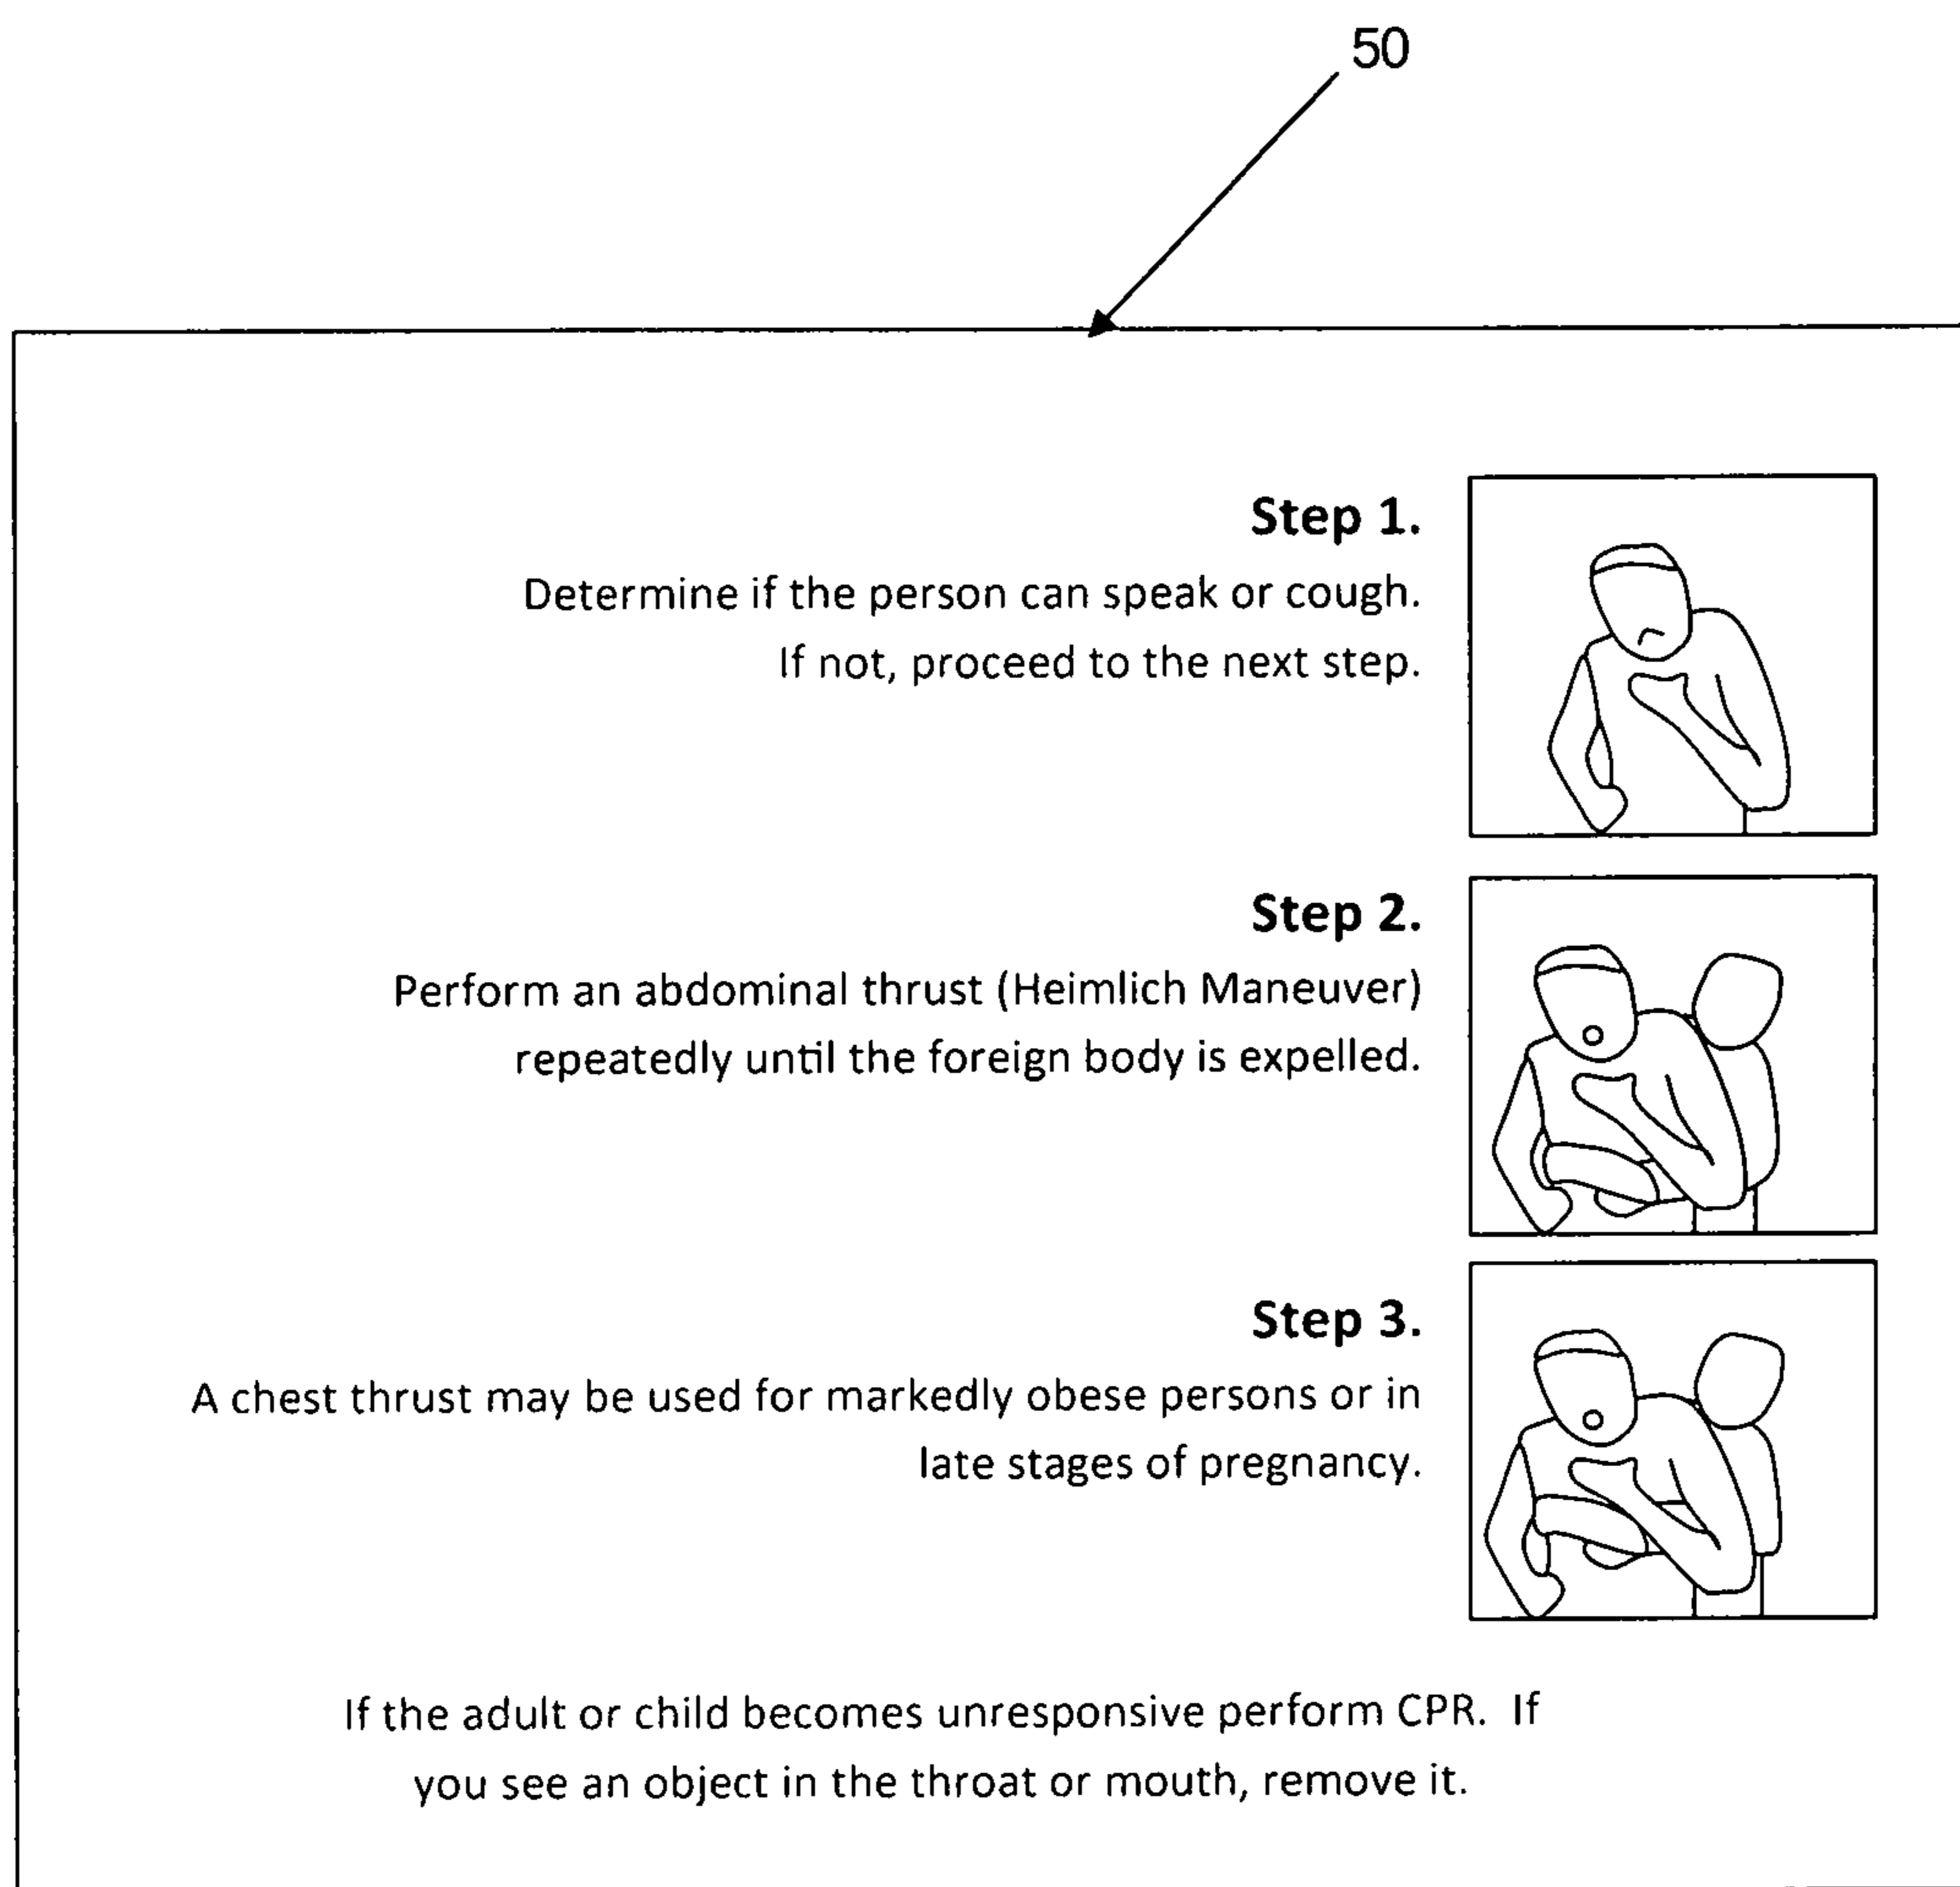 50
Step 1.
Determine if the person can speak or cough.
If not, proceed to the next step.
Step 2.
Perform an abdominal thrust (Heimlich Maneuver)
repeatedly until the foreign body is expelled.
Step 3.
A chest thrust may be used for markedly obese persons or in
late stages of pregnancy.
If the adult or child becomes unresponsive perform CPR.  If
you see an object in the throat or mouth, remove it.